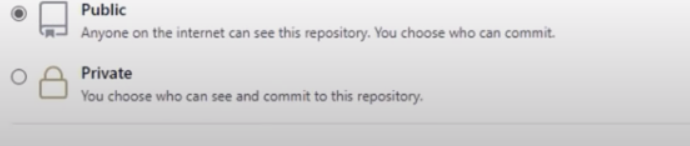 Public
Anyone on the internet can see this repository. You choose who can commit.
Private
You choose who can see and commit to this repository.